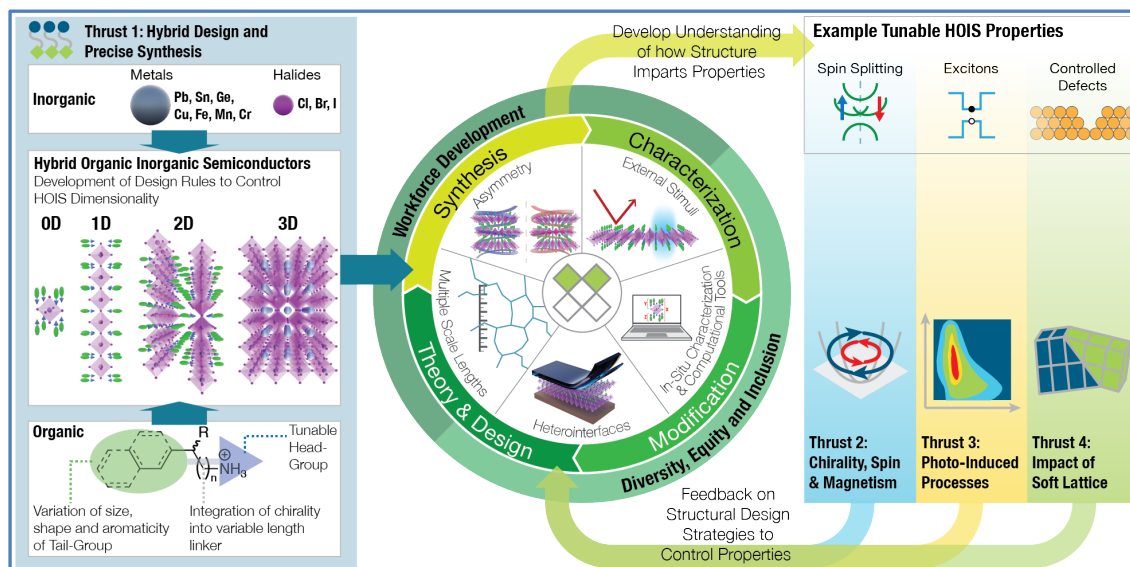 Thrust 1: Hybrid Design and
Precise Synthesis
Inorganic
Metals
Pb, Sn, Ge,
Cu, Fe, Mn, Cr
Halides
Cl, Br, I
Hybrid Organic Inorganic Semiconductors
Development of Design Rules to Control
HOIS Dimensionality
0D
1D
2D
3D
Organic
R
n
NH3
+
Tunable
Head-
Group
Variation of size,
shape and aromaticity
of Tail-Group
Integration of chirality
into variable length
linker
Develop Understanding
of how Structure
Imparts Properties
Workforce Development
Diversity, Equity and Inclusion
Synthesis
Characterization
Modification
Theory & Design
Asymmetry
External Stimuli
In-Situ Characterization
& Computational Tools
Heterointerfaces
Multiple Scale Lengths
Feedback on
Structural Design
Strategies to
Control Properties
Example Tunable HOIS Properties
Spin Splitting
Excitons
Controlled
Defects
Thrust 2:
Chirality, Spin
& Magnetism
Thrust 3:
Photo-Induced
Processes
Thrust 4:
Impact of
Soft Lattice